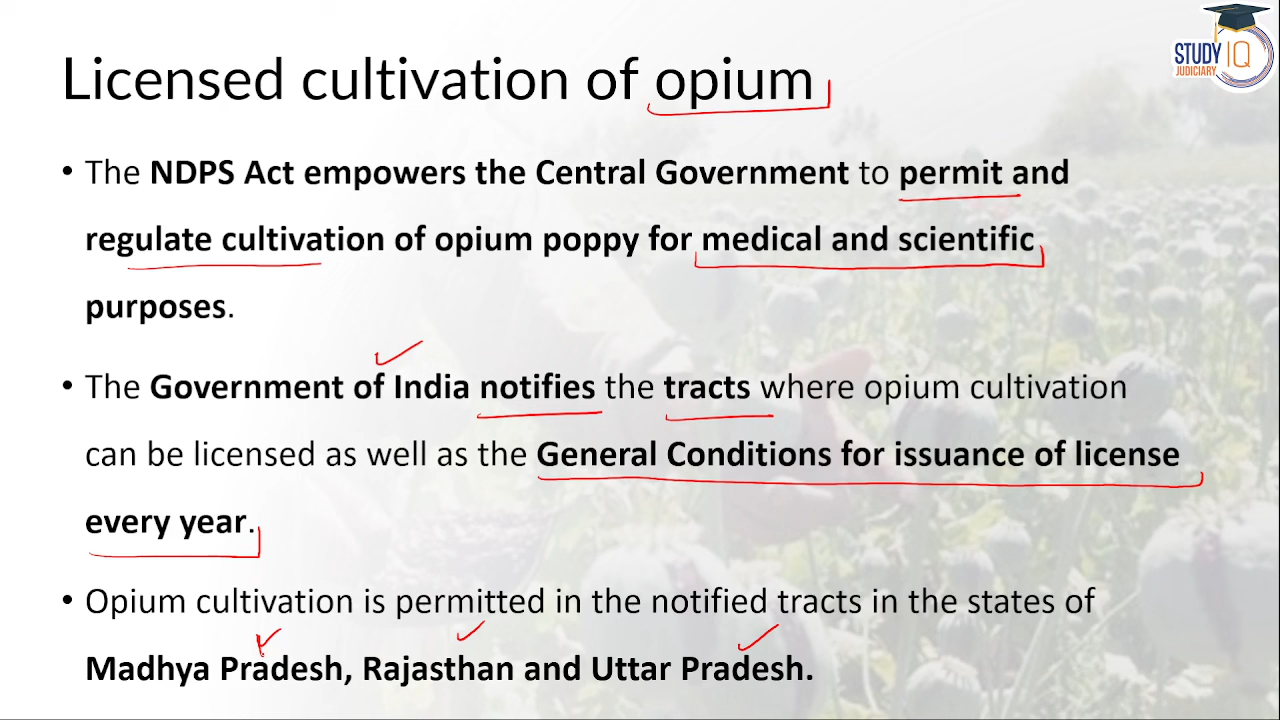 STUDY IQ
JUDICIARY
Licensed cultivation of opium
• The NDPS Act empowers the Central Government to permit and
regulate cultivation of opium poppy for medical and scientific
purposes.
• The Government of India notifies the tracts where opium cultivation
can be licensed as well as the General Conditions for issuance of license
every year.
• Opium cultivation is permitted in the notified tracts in the states of
Madhya Pradesh, Rajasthan and Uttar Pradesh.